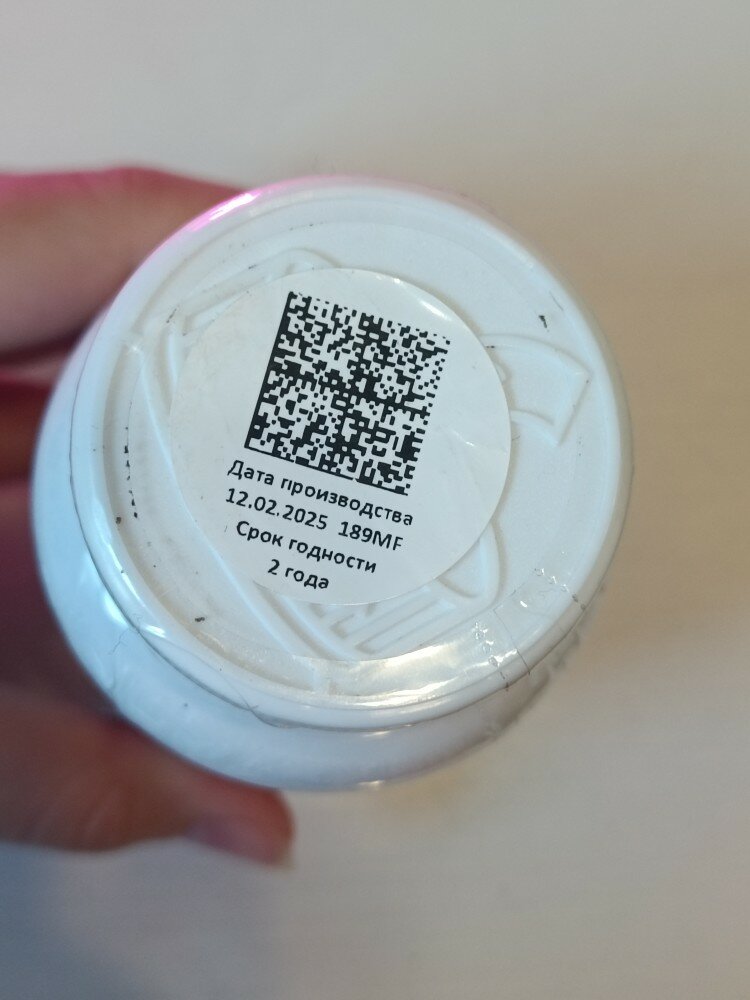 Дата производства
12.02.2025 189MF
Срок годности
2 года